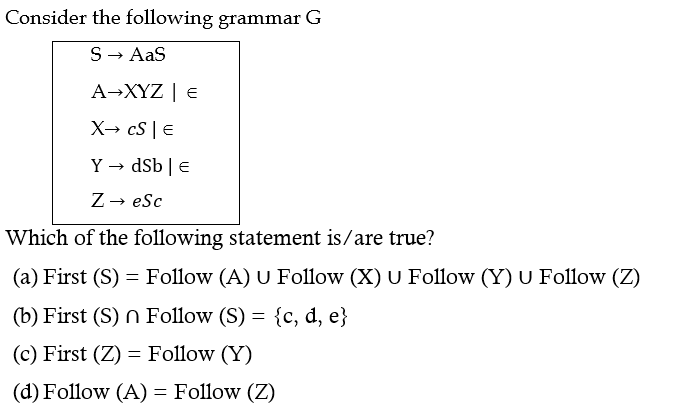 Consider the following grammar G
S → AaS
A→XYZ | ∈
X→ cS | ∈
Y → dSb | ∈
Z → eSc
Which of the following statement is/are true?
(a) First (S) = Follow (A) ∪ Follow (X) ∪ Follow (Y) ∪ Follow (Z)
(b) First (S) ∩ Follow (S) = {c, d, e}
(c) First (Z) = Follow (Y)
(d) Follow (A) = Follow (Z)